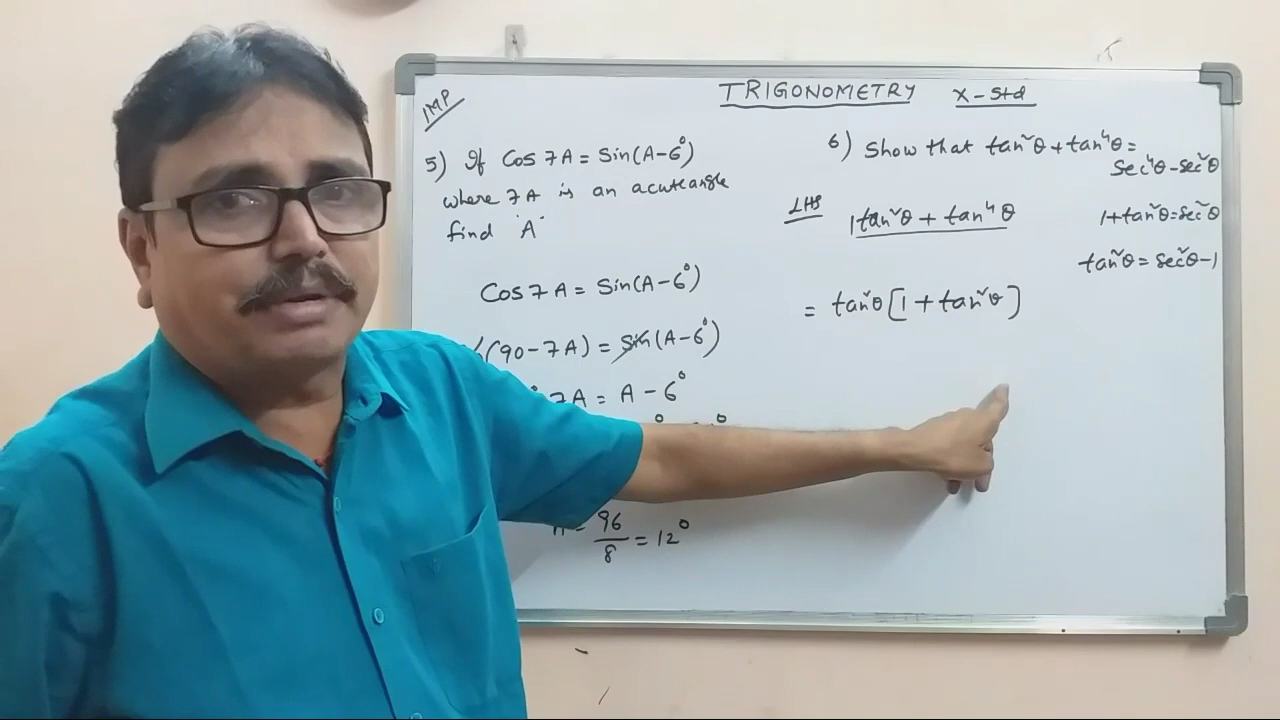 TRIGONOMETRY X-Std
IMP
5) If Cos 7A = Sin(A-6°)
where 7A is an acute angle
find 'A'
Cos 7A = Sin(A-6°)
(90-7A) = Sin(A-6°)
7A = A-6°
96
8
= 12°
6) Show that tan²θ + tan⁴θ =
Sec⁴θ - Sec²θ
LHS
tan²θ + tan⁴θ
= tan²θ [1 + tan²θ]
1+tan²θ = Sec²θ
tan²θ = Sec²θ-1